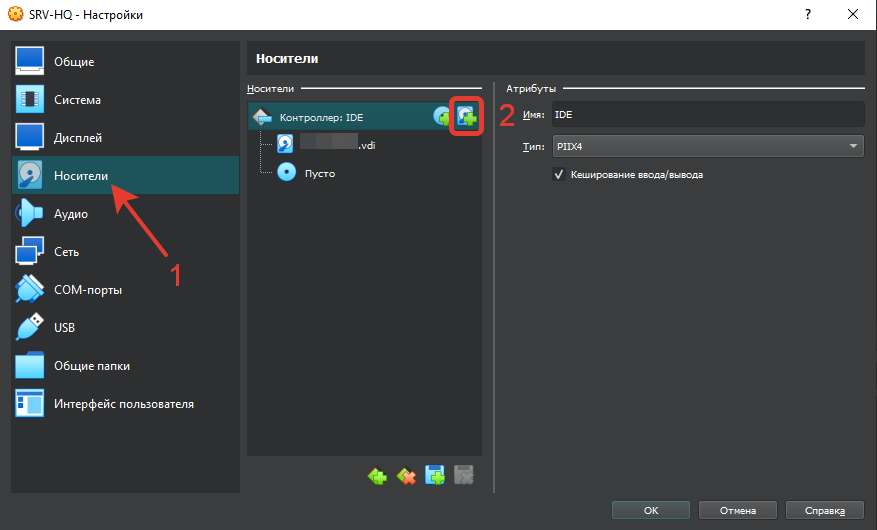 SRV-HQ - Настройки
?
Общие
Система
Дисплей
Носители
Аудио
Сеть
COM-порты
USB
Общие папки
Интерфейс пользователя
1
Носители
Носители
Контроллер: IDE
.vdi
Пусто
2
Атрибуты
Имя: IDE
Тип: PIIX4
Кеширование ввода/вывода
OK
Отмена
Справка